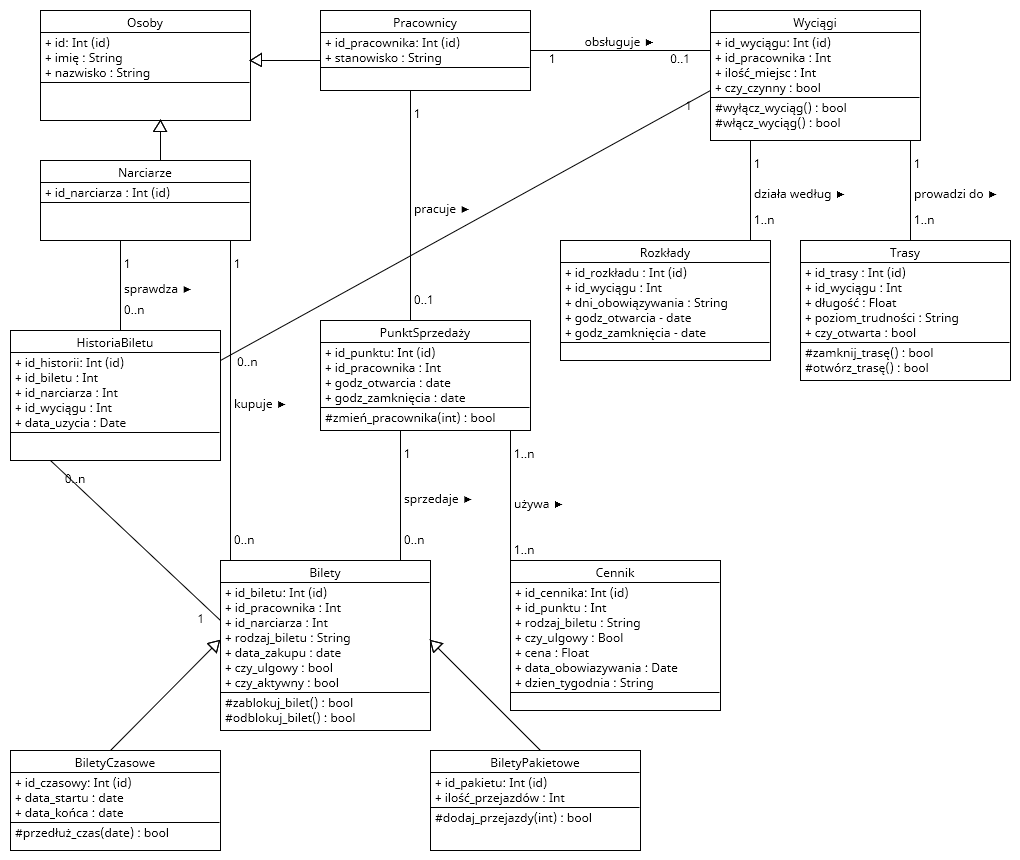 Osoby
+ id: Int (id)
+ imię : String
+ nazwisko : String
Pracownicy
+ id_pracownika: Int (id)
+ stanowisko : String
obsługuje ►
1
0..1
Wyciągi
+ id_wyciągu: Int (id)
+ id_pracownika : Int
+ ilość_miejsc : Int
+ czy_czynny : bool
#wyłącz_wyciąg() : bool
#włącz_wyciąg() : bool
1
1
Narciarze
+ id_narciarza : Int (id)
pracuje ►
0..1
1
działa według ►
1..n
1
prowadzi do ►
1..n
1
sprawdza ►
0..n
1
kupuje ►
0..n
Rozkłady
+ id_rozkładu : Int (id)
+ id_wyciągu : Int
+ dni_obowiązywania : String
+ godz_otwarcia - date
+ godz_zamknięcia - date
Trasy
+ id_trasy : Int (id)
+ id_wyciągu : Int
+ długość : Float
+ poziom_trudności : String
+ czy_otwarta : bool
#zamknij_trasę() : bool
#otwórz_trasę() : bool
HistoriaBiletu
+ id_historii: Int (id)
+ id_biletu : Int
+ id_narciarza : Int
+ id_wyciągu : Int
+ data_uzycia : Date
0..n
PunktSprzedaży
+ id_punktu : Int (id)
+ id_pracownika : Int
+ godz_otwarcia : date
+ godz_zamknięcia : date
#zmień_pracownika(int) : bool
0..n
1
1
sprzedaje ►
0..n
1..n
używa ►
1..n
Bilety
+ id_biletu: Int (id)
+ id_pracownika : Int
+ id_narciarza : Int
+ rodzaj_biletu : String
+ data_zakupu : date
+ czy_ulgowy : bool
+ czy_aktywny : bool
#zablokuj_bilet() : bool
#odblokuj_bilet() : bool
Cennik
+ id_cennika: Int (id)
+ id_punktu : Int
+ rodzaj_biletu : String
+ czy_ulgowy : Bool
+ cena : Float
+ data_obowiazywania : Date
+ dzien_tygodnia : String
BiletyCzasowe
+ id_czasowy: Int (id)
+ data_startu : date
+ data_końca : date
#przedłuż_czas(date) : bool
BiletyPakietowe
+ id_pakietu: Int (id)
+ ilość_przejazdów : Int
#dodaj_przejazdy(int) : bool